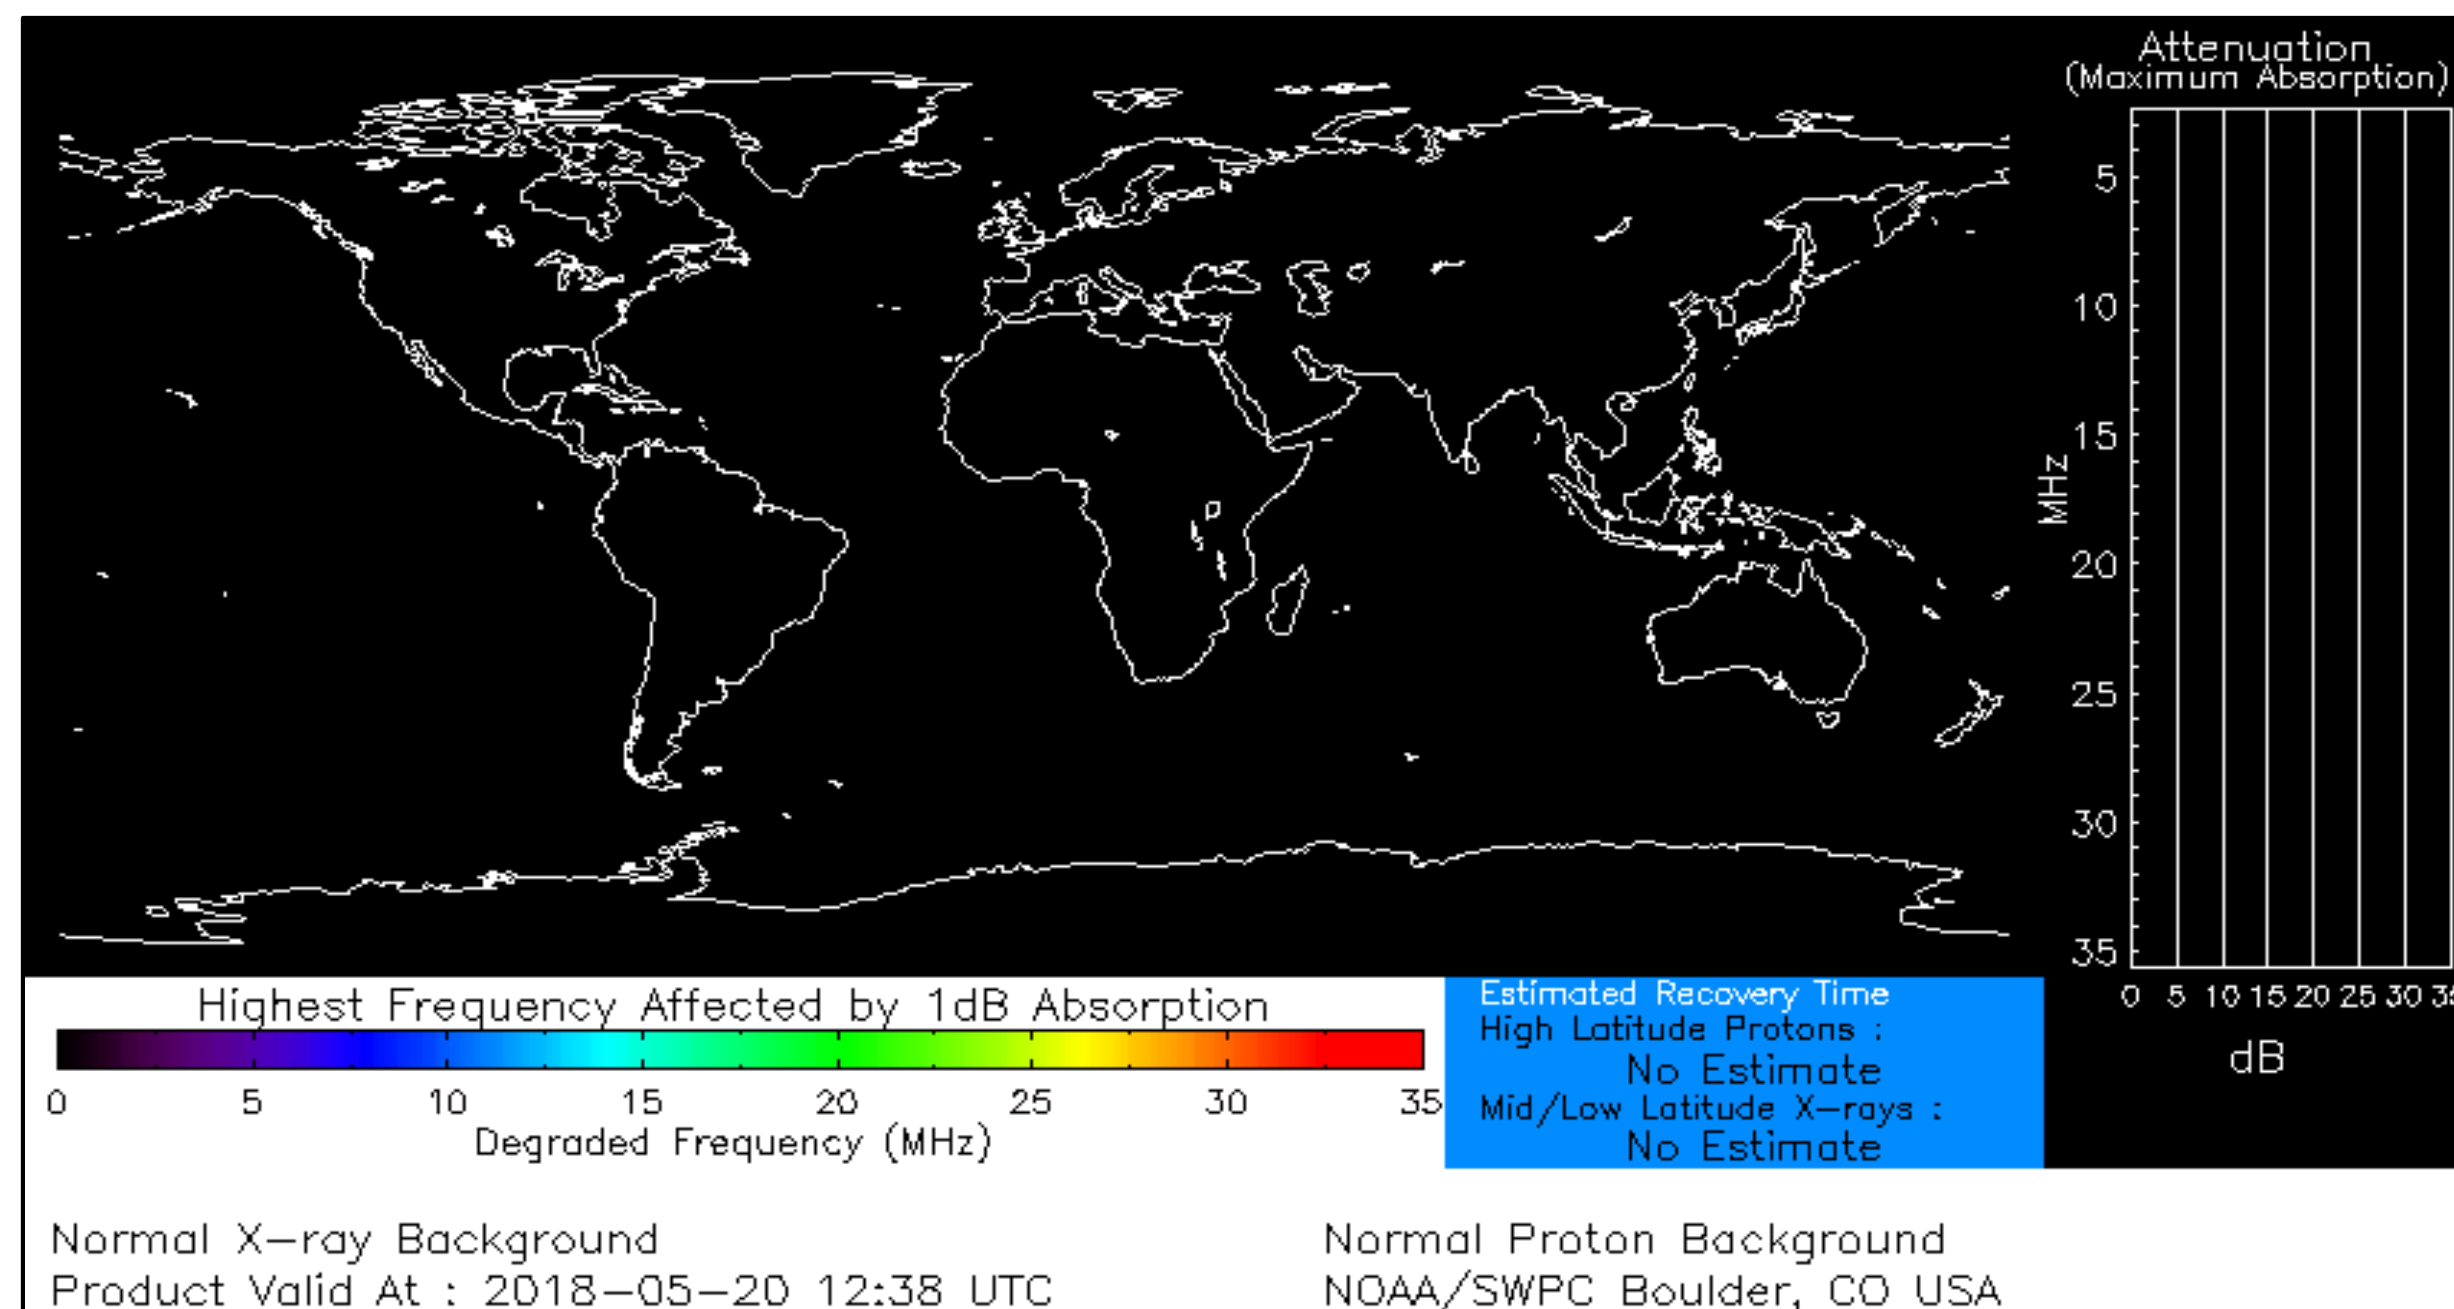 Attenuation
(Maximum Absorption)
5
10
15
20
25
30
35
MHz
0 5 10 15 20 25 30
dB
Highest Frequency Affected by 1dB Absorption
0 5 10 15 20 25 30 35
Degraded Frequency (MHz)
Estimated Recovery Time
High Latitude Protons :
No Estimate
Mid/Low Latitude X-rays :
No Estimate
Normal X-ray Background
Normal Proton Background
Product Valid At : 2018-05-20 12:38 UTC
NOAA/SWPC Boulder, CO USA